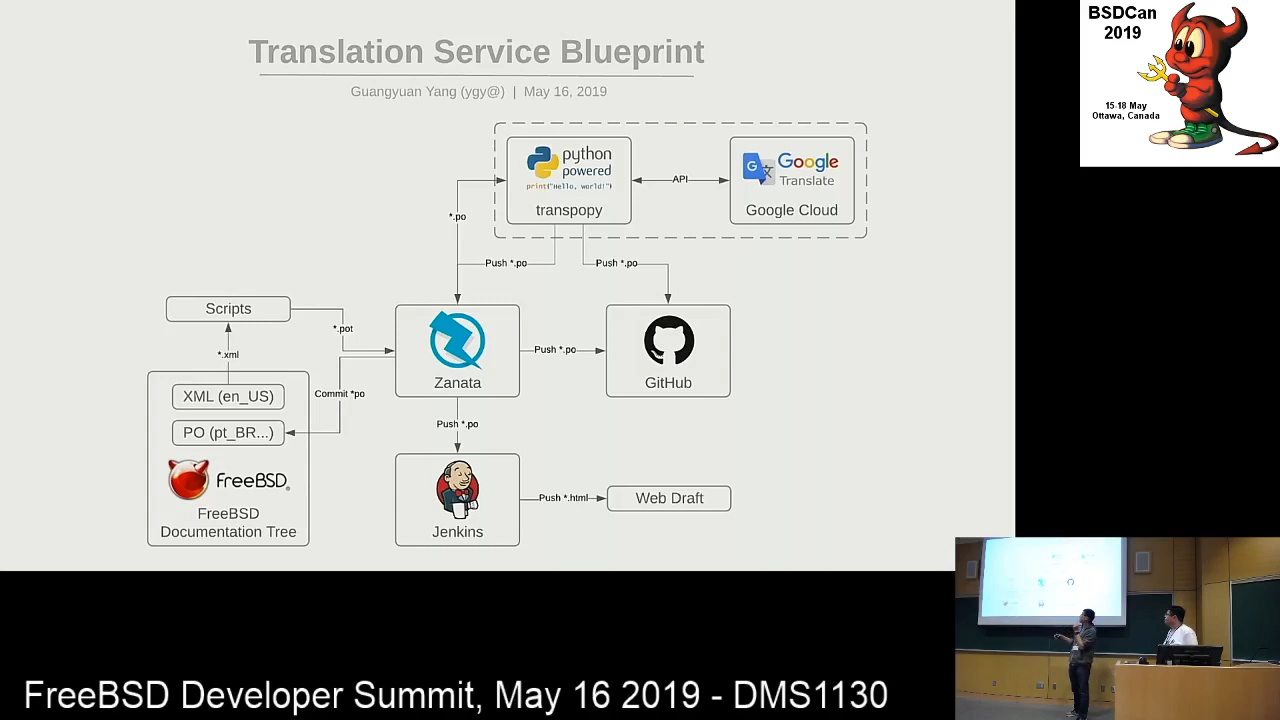 Translation Service Blueprint
Guangyuan Yang (ygy@) | May 16, 2019
BSDCan
2019
15-18 May
Ottawa, Canada
python
powered
print("Hello, world!")
transpopy
API
G
Google
Translate
Google Cloud
*.po
Push *.po
Push *.po
Scripts
*.pot
*.xml
Zanata
Push *.po
GitHub
XML (en_US)
Commit *po
PO (pt_BR...)
Push *.po
FreeBSD.
FreeBSD
Documentation Tree
Jenkins
Push *.html
Web Draft
FreeBSD Developer Summit, May 16 2019 - DMS1130